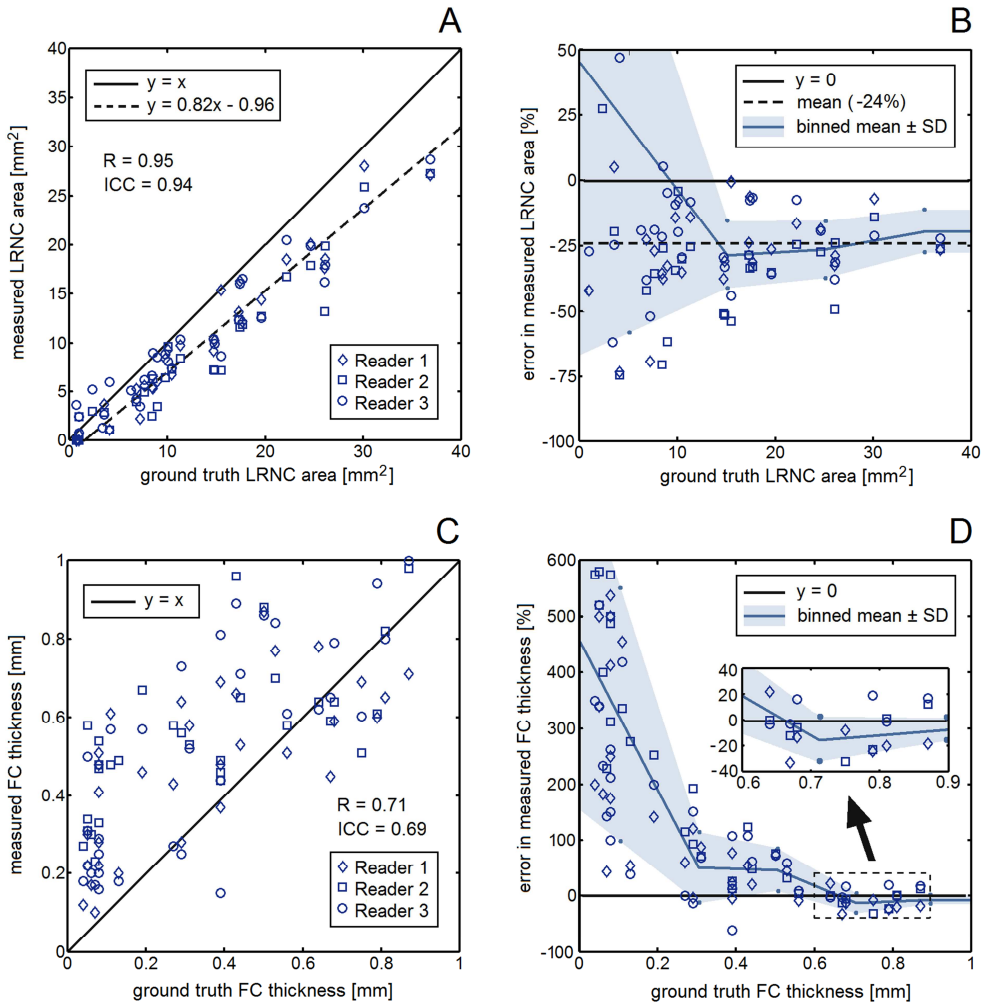 A
40
35
30
25
20
15
10
5
0
measured LRNC area [mm²]
y = x
y = 0.82x - 0.96
R = 0.95
ICC = 0.94
Reader 1
Reader 2
Reader 3
0 10 20 30 40
ground truth LRNC area [mm²]
B
50
25
0
-25
-50
-75
-100
error in measured LRNC area [%]
y = 0
mean (-24%)
binned mean ± SD
0 10 20 30 40
ground truth LRNC area [mm²]
C
1
0.8
0.6
0.4
0.2
0
measured FC thickness [mm]
y = x
R = 0.71
ICC = 0.69
Reader 1
Reader 2
Reader 3
0 0.2 0.4 0.6 0.8 1
ground truth FC thickness [mm]
D
600
500
400
300
200
100
0
-100
error in measured FC thickness [%]
y = 0
binned mean ± SD
40
20
0
-20
-40
0.6 0.7 0.8 0.9
0 0.2 0.4 0.6 0.8 1
ground truth FC thickness [mm]